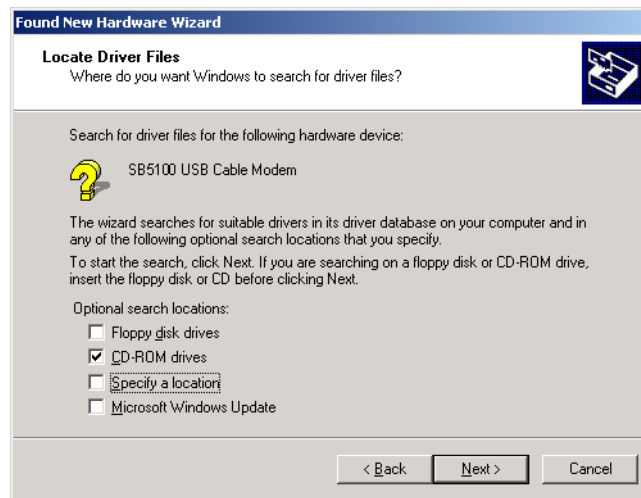 Found New Hardware Wizard
Locate Driver Files
Where do you want Windows to search for driver files?
Search for driver files for the following hardware device:
SB5100 USB Cable Modem
The wizard searches for suitable drivers in its driver database on your computer and in
any of the following optional search locations that you specify.
To start the search, click Next. If you are searching on a floppy disk or CD-ROM drive,
insert the floppy disk or CD before clicking Next.
Optional search locations:
Floppy disk drives
CD-ROM drives
Specify a location
Microsoft Windows Update
< Back Next > Cancel